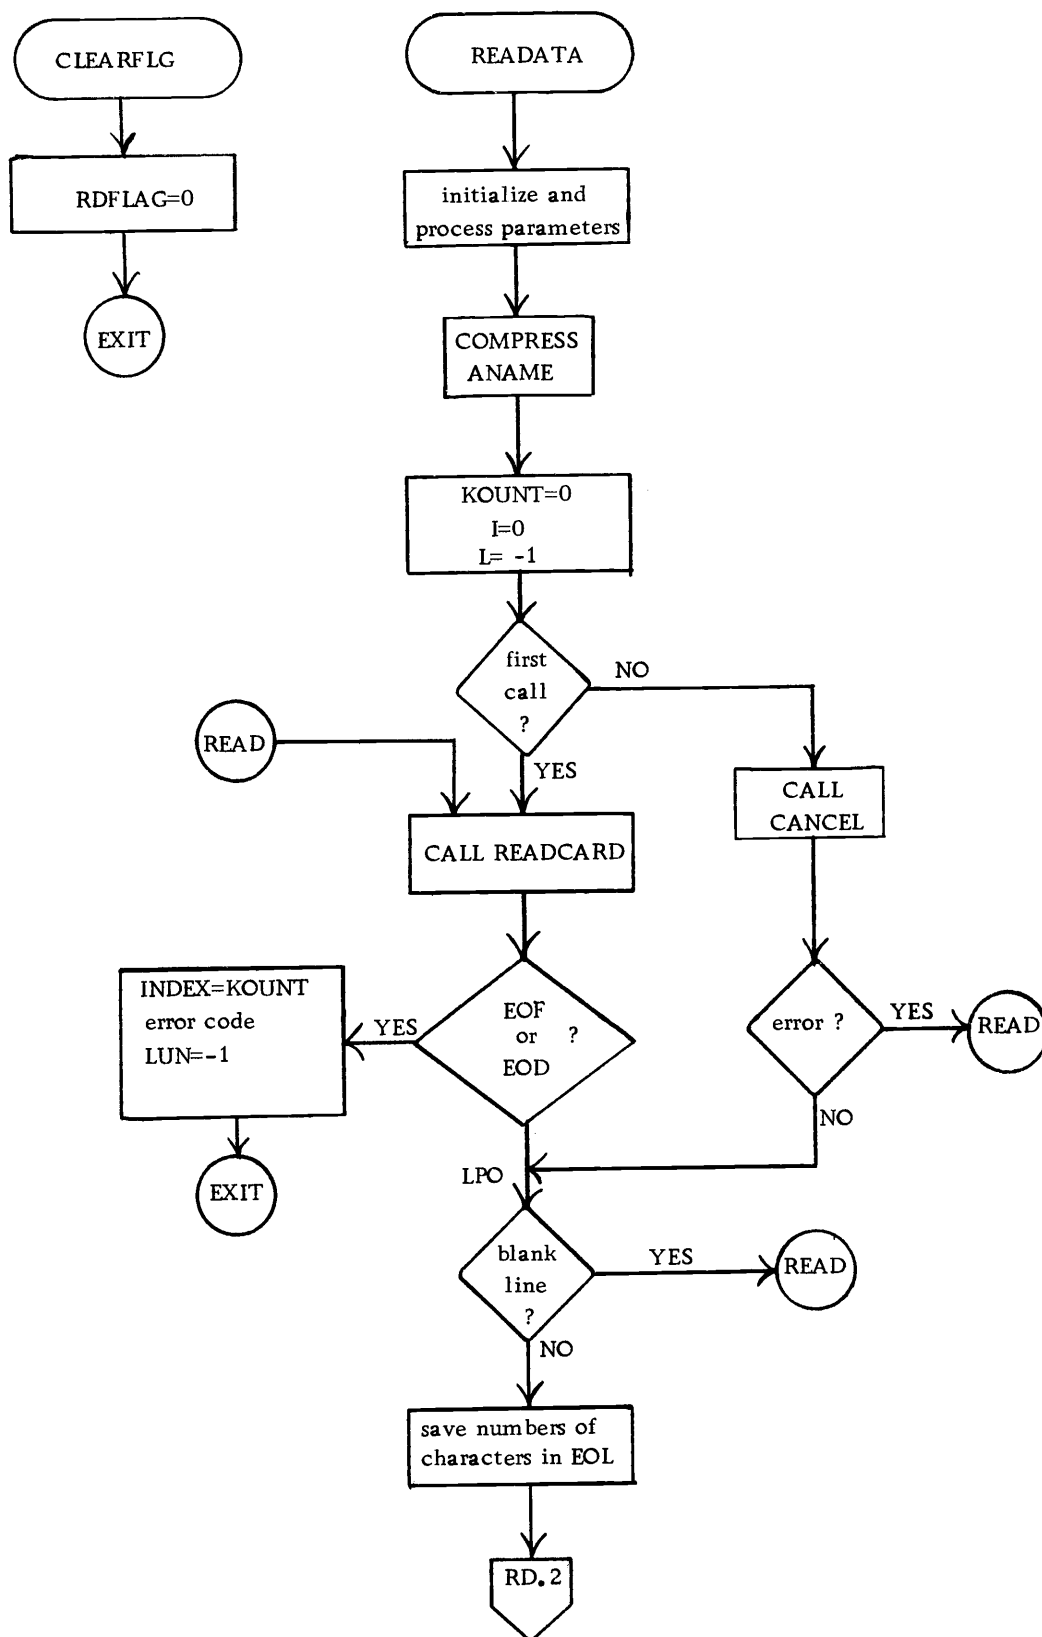 CLEARFLG
RDFLAG=0
EXIT
READATA
initialize and
process parameters
COMPRESS
ANAME
KOUNT=0
I=0
L= -1
first
call
?
NO
YES
READ
CALL READCARD
CALL
CANCEL
INDEX=KOUNT
error code
LUN=-1
YES
EOF
or
EOD
?
error ?
YES
READ
NO
EXIT
LPO
blank
line
?
YES
READ
NO
save numbers of
characters in EOL
RD.2